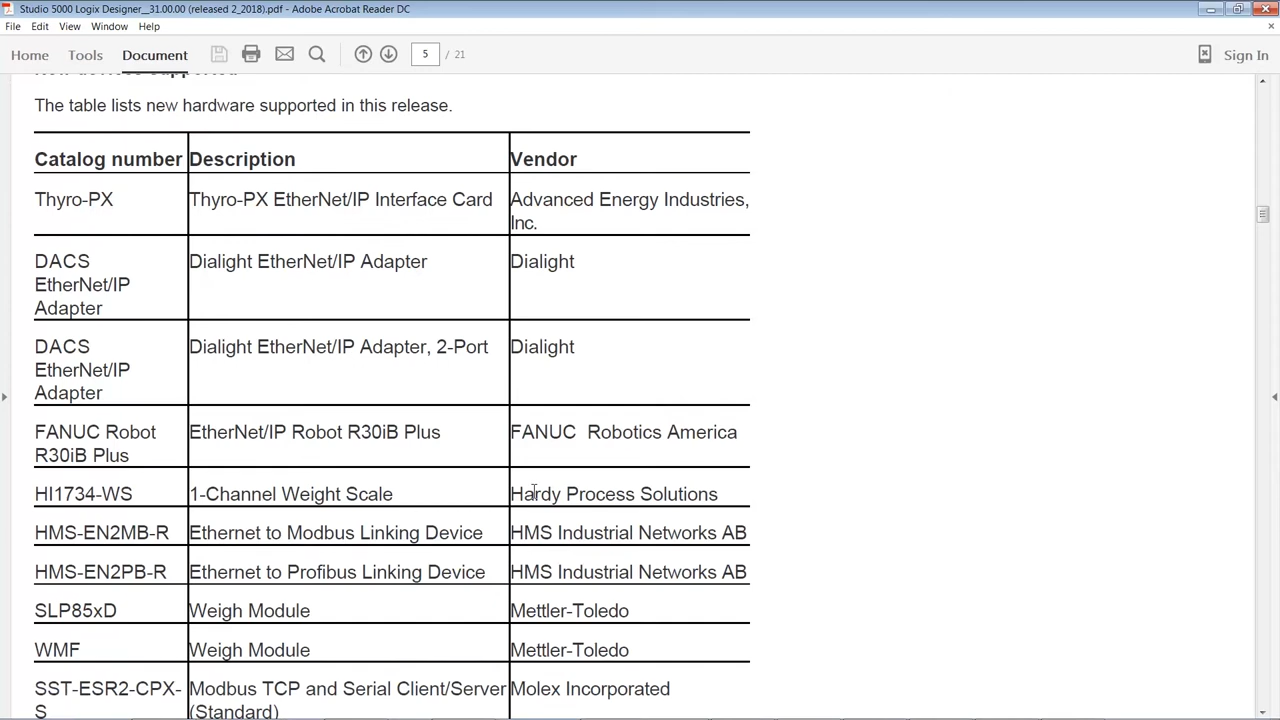 Studio 5000 Logix Designer__31.00.00 (released 2_2018).pdf - Adobe Acrobat Reader DC
File Edit View Window Help
Home Tools Document 5 / 21 Sign In
The table lists new hardware supported in this release.
Catalog number Description Vendor
Thyro-PX Thyro-PX EtherNet/IP Interface Card Advanced Energy Industries,
Inc.
DACS Dialight EtherNet/IP Adapter Dialight
EtherNet/IP
Adapter
DACS Dialight EtherNet/IP Adapter, 2-Port Dialight
EtherNet/IP
Adapter
FANUC Robot EtherNet/IP Robot R30iB Plus FANUC  Robotics America
R30iB Plus
HI1734-WS 1-Channel Weight Scale Hardy Process Solutions
HMS-EN2MB-R Ethernet to Modbus Linking Device HMS Industrial Networks AB
HMS-EN2PB-R Ethernet to Profibus Linking Device HMS Industrial Networks AB
SLP85xD Weigh Module Mettler-Toledo
WMF Weigh Module Mettler-Toledo
SST-ESR2-CPX- Modbus TCP and Serial Client/Server Molex Incorporated
S (Standard)